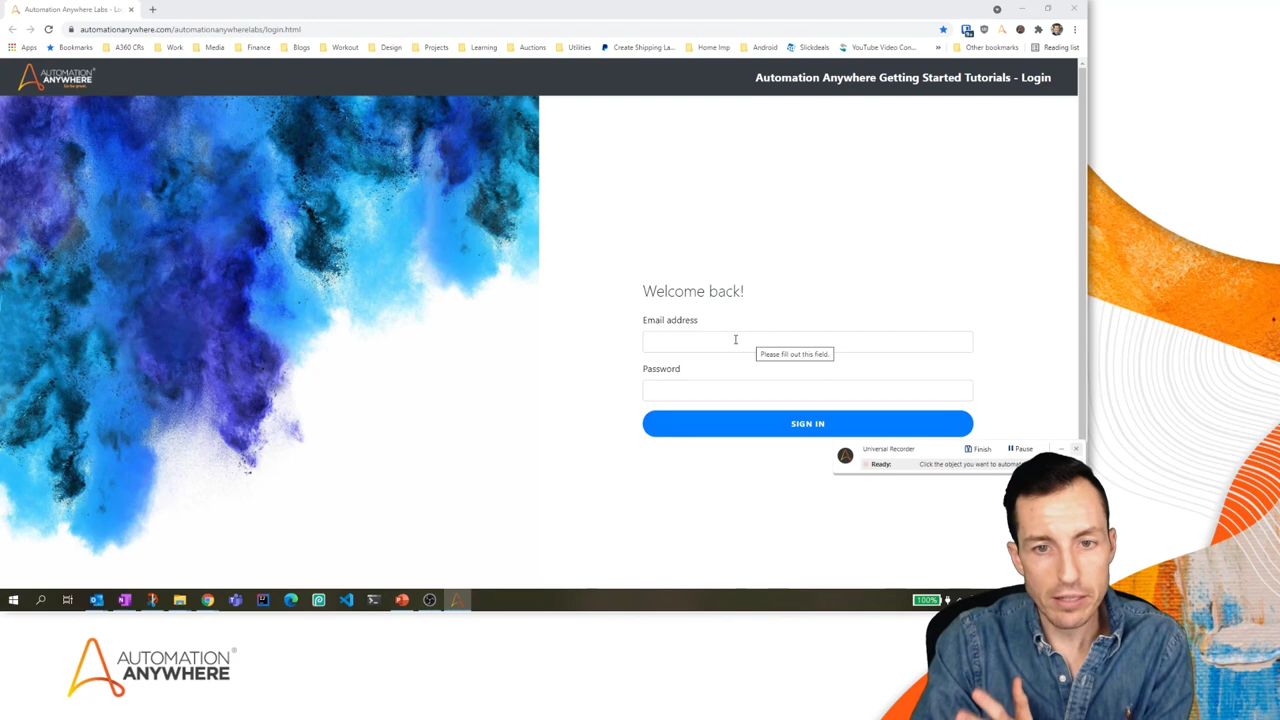 Automation Anywhere Labs - Lo
automationanywhere.com/automationanywherelabs/login.html
Apps Bookmarks A360 CRs Work Media Finance Blogs Workout Design Projects Learning Auctions Utilities Create Shipping La... Home Imp Android Slickdeals YouTube Video Con... » Other bookmarks Reading list
AUTOMATION
ANYWHERE
Go be great.
Automation Anywhere Getting Started Tutorials - Login
Welcome back!
Email address
Please fill out this field.
Password
SIGN IN
Universal Recorder Finish Pause
Ready: Click the object you want to automat
100%
AUTOMATION
ANYWHERE